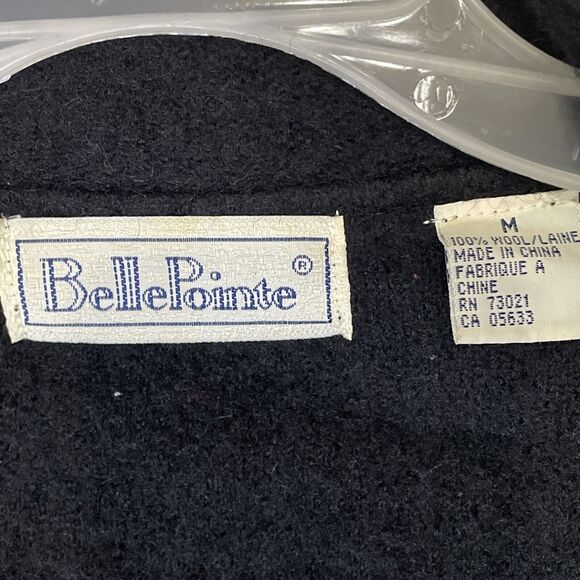 BellePointe®
M
100% WOOL/LAINE
MADE IN CHINA
FABRIQUE A
CHINE
RN 73021
CA 05633